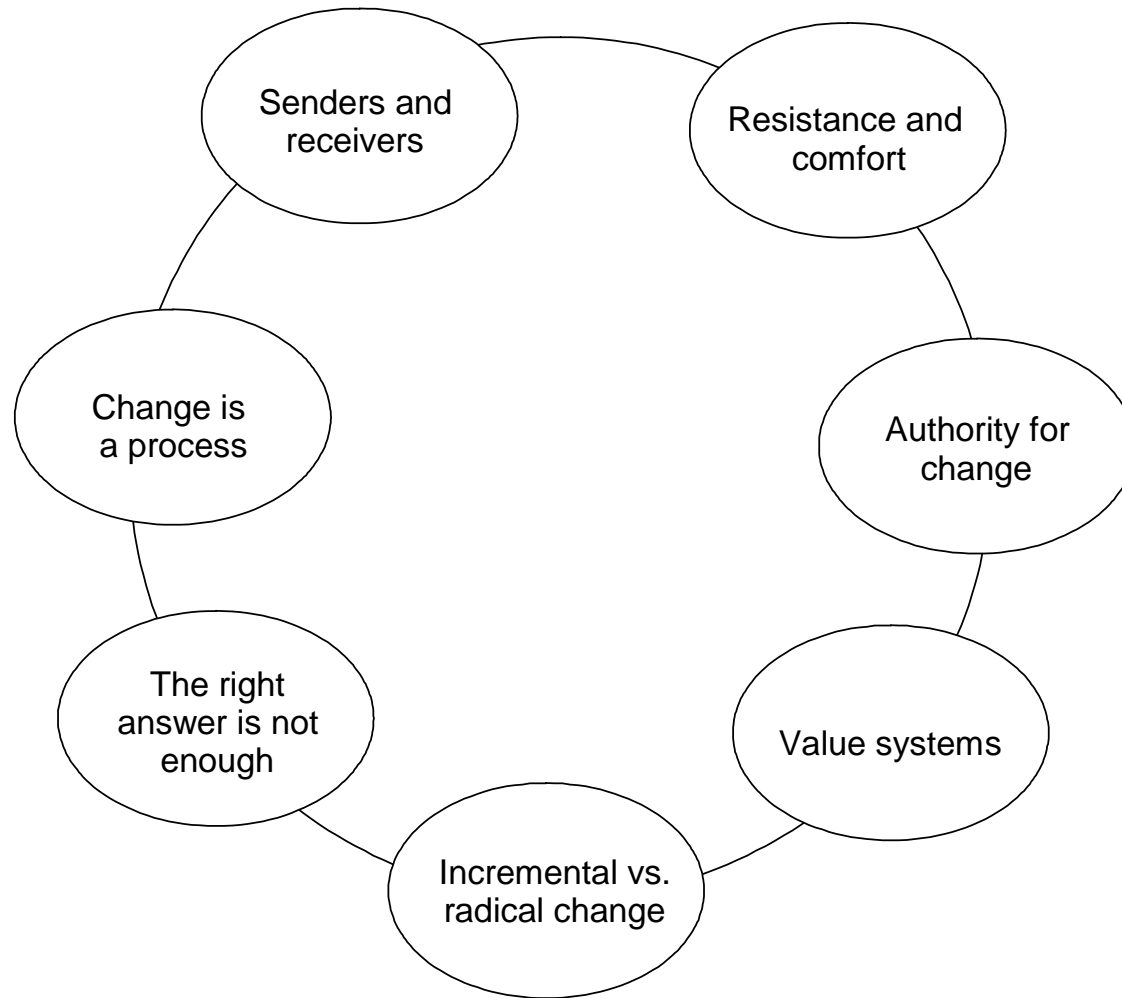 Senders and
receivers
Resistance and
comfort
Authority for
change
Value systems
Incremental vs.
radical change
The right
answer is not
enough
Change is
a process